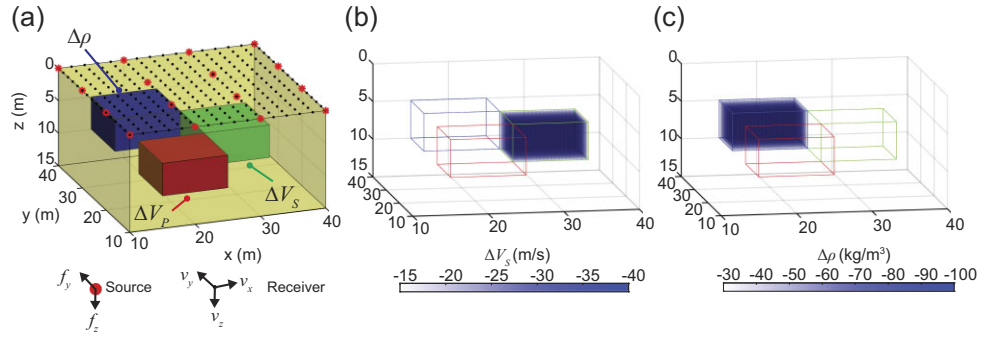 (a)
Δρ
0
5
10
15
z (m)
40
30
20
10
y (m)
10
20
30
40
x (m)
ΔV_P
ΔV_S
f_y
f_z
Source
v_y
v_x
v_z
Receiver
(b)
0
5
10
15
40
30
20
10
10
20
30
40
ΔV_S (m/s)
-15 -20 -25 -30 -35 -40
(c)
0
5
10
15
40
30
20
10
10
20
30
40
Δρ (kg/m³)
-30 -40 -50 -60 -70 -80 -90 -100